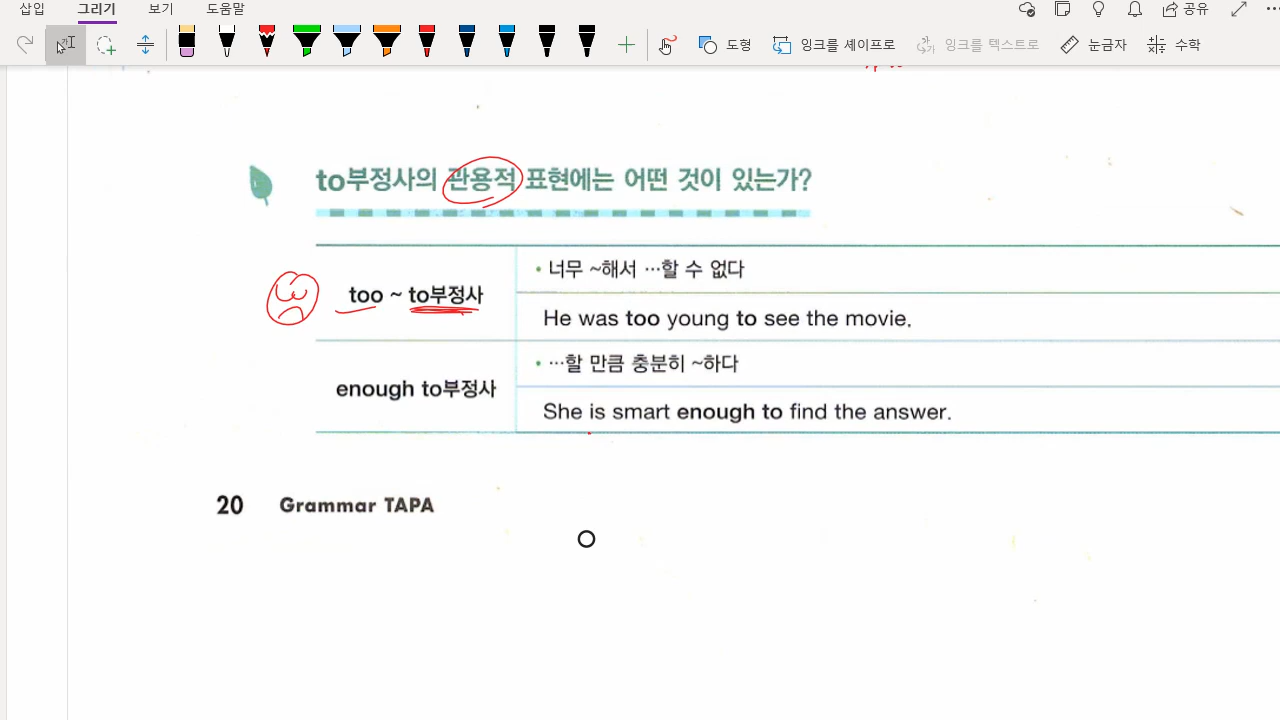 삽입 그리기 보기 도움말 공유
도형 잉크를 셰이프로 잉크를 텍스트로 눈금자 수학
to부정사의 관용적 표현에는 어떤 것이 있는가?
too ~ to부정사
• 너무 ~해서 …할 수 없다
He was too young to see the movie.
enough to부정사
• …할 만큼 충분히 ~하다
She is smart enough to find the answer.
20 Grammar TAPA